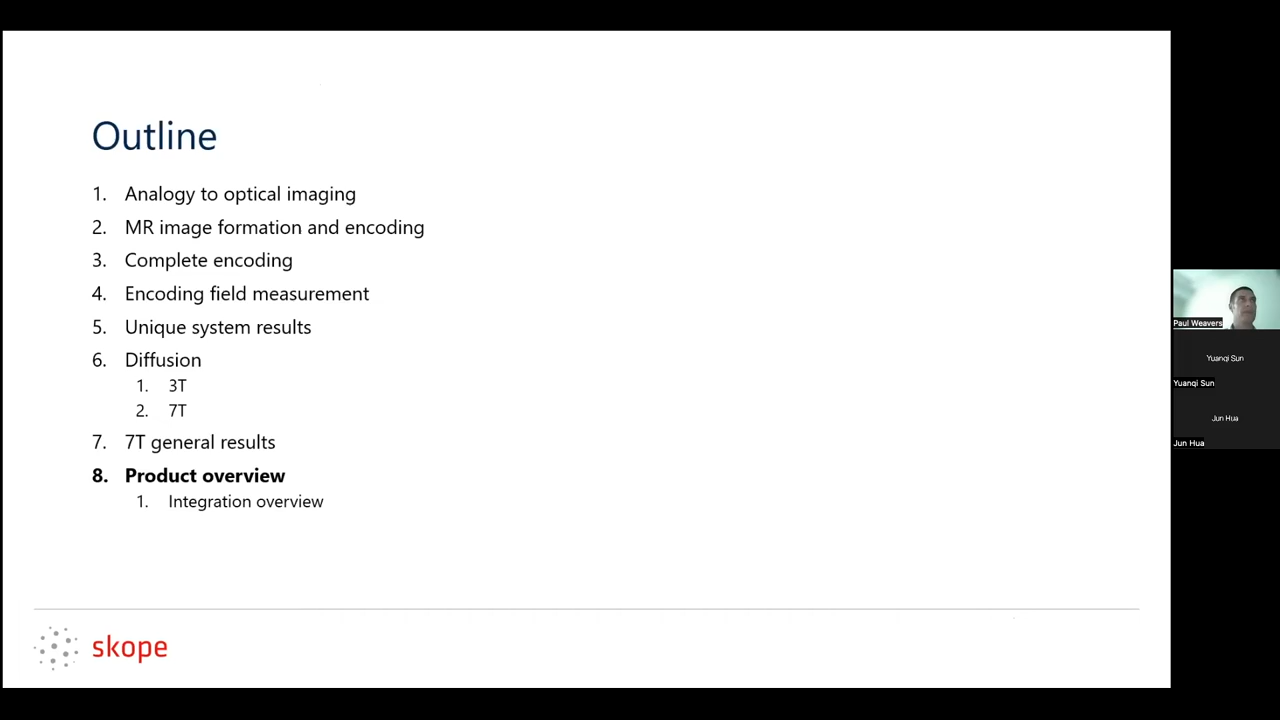 Outline
1. Analogy to optical imaging
2. MR image formation and encoding
3. Complete encoding
4. Encoding field measurement
5. Unique system results
6. Diffusion
1. 3T
2. 7T
7. 7T general results
8. Product overview
1. Integration overview
skope
Paul Weavers
Yuanqi Sun
Yuanqi Sun
Jun Hua
Jun Hua